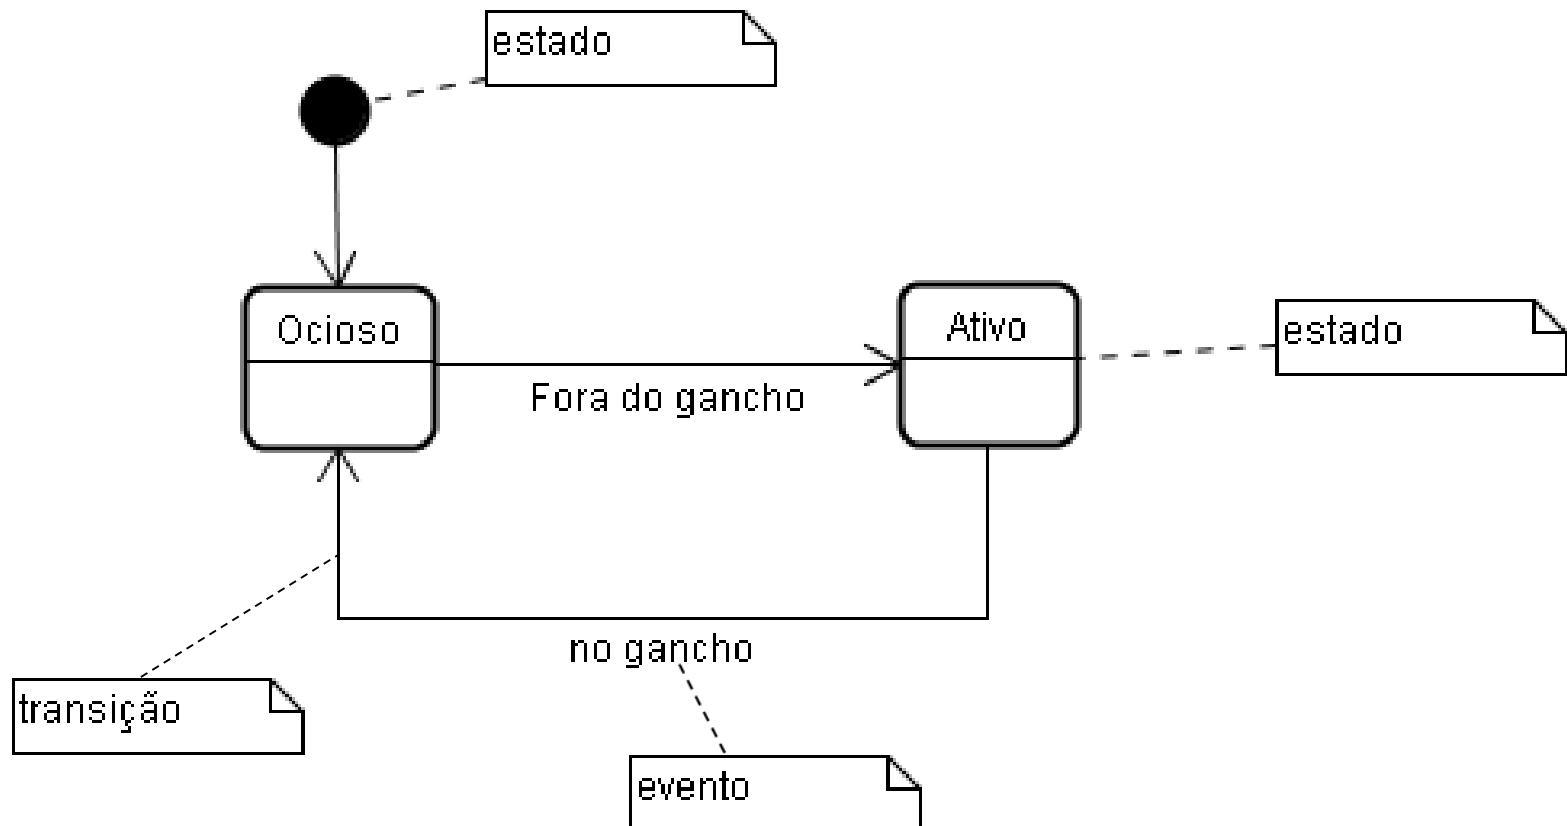 estado
Ocioso
Ativo
estado
Fora do gancho
no gancho
transição
evento